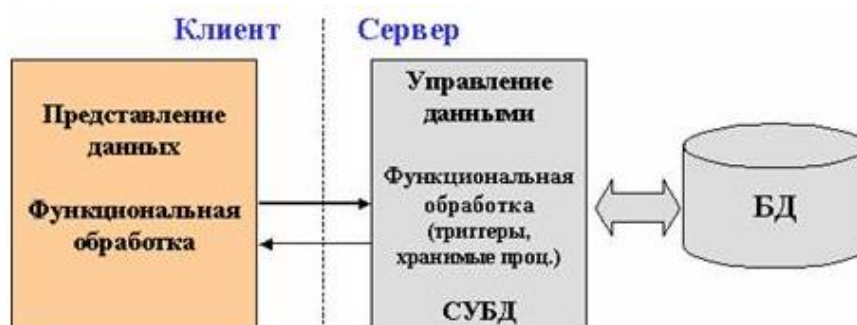 Клиент
Сервер
Представление
данных
Функциональная
обработка
Управление
данными
Функциональная
обработка
(триггеры,
хранимые проц.)
СУБД
БД